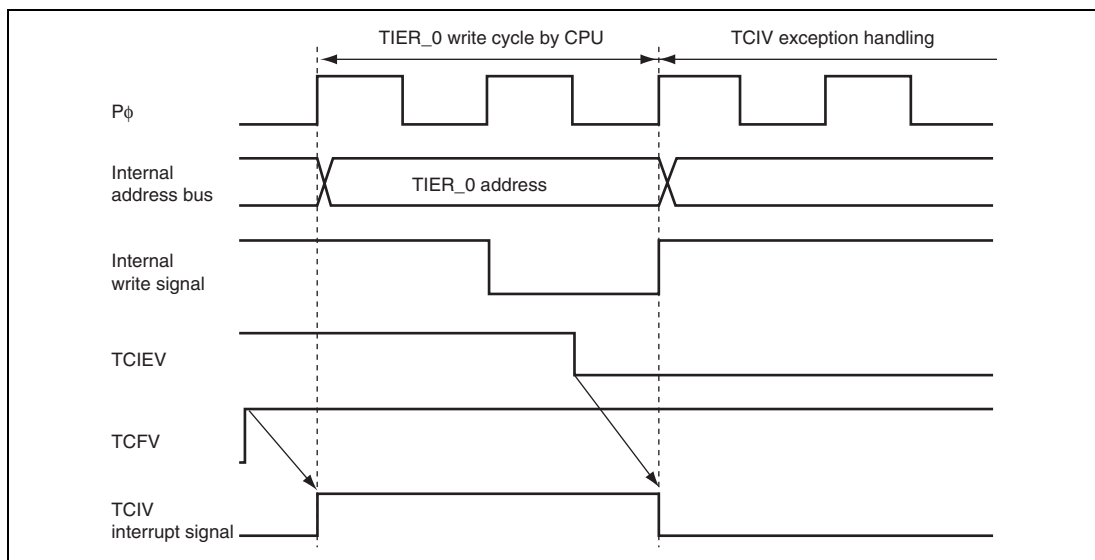 TIER_0 write cycle by CPU
TCIV exception handling
Pϕ
Internal
address bus
TIER_0 address
Internal
write signal
TCIEV
TCFV
TCIV
interrupt signal